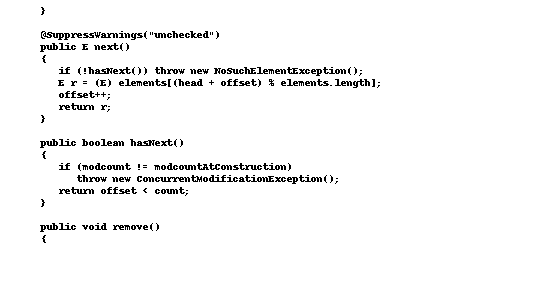 }
@SuppressWarnings("unchecked")
public E next()
{
if (!hasNext()) throw new NoSuchElementException();
E r = (E) elements[(head + offset) % elements.length];
offset++;
return r;
}
public boolean hasNext()
{
if (modcount != modcountAtConstruction)
throw new ConcurrentModificationException();
return offset < count;
}
public void remove()
{